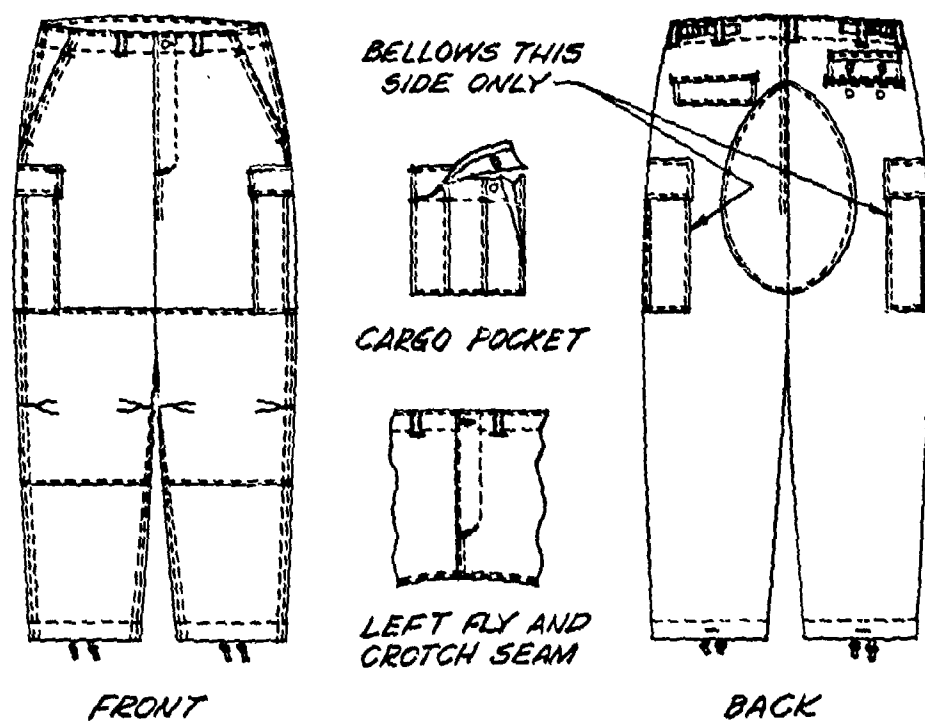 BELLOWS THIS
SIDE ONLY
CARGO POCKET
LEFT FLY AND
CROTCH SEAM
FRONT
BACK